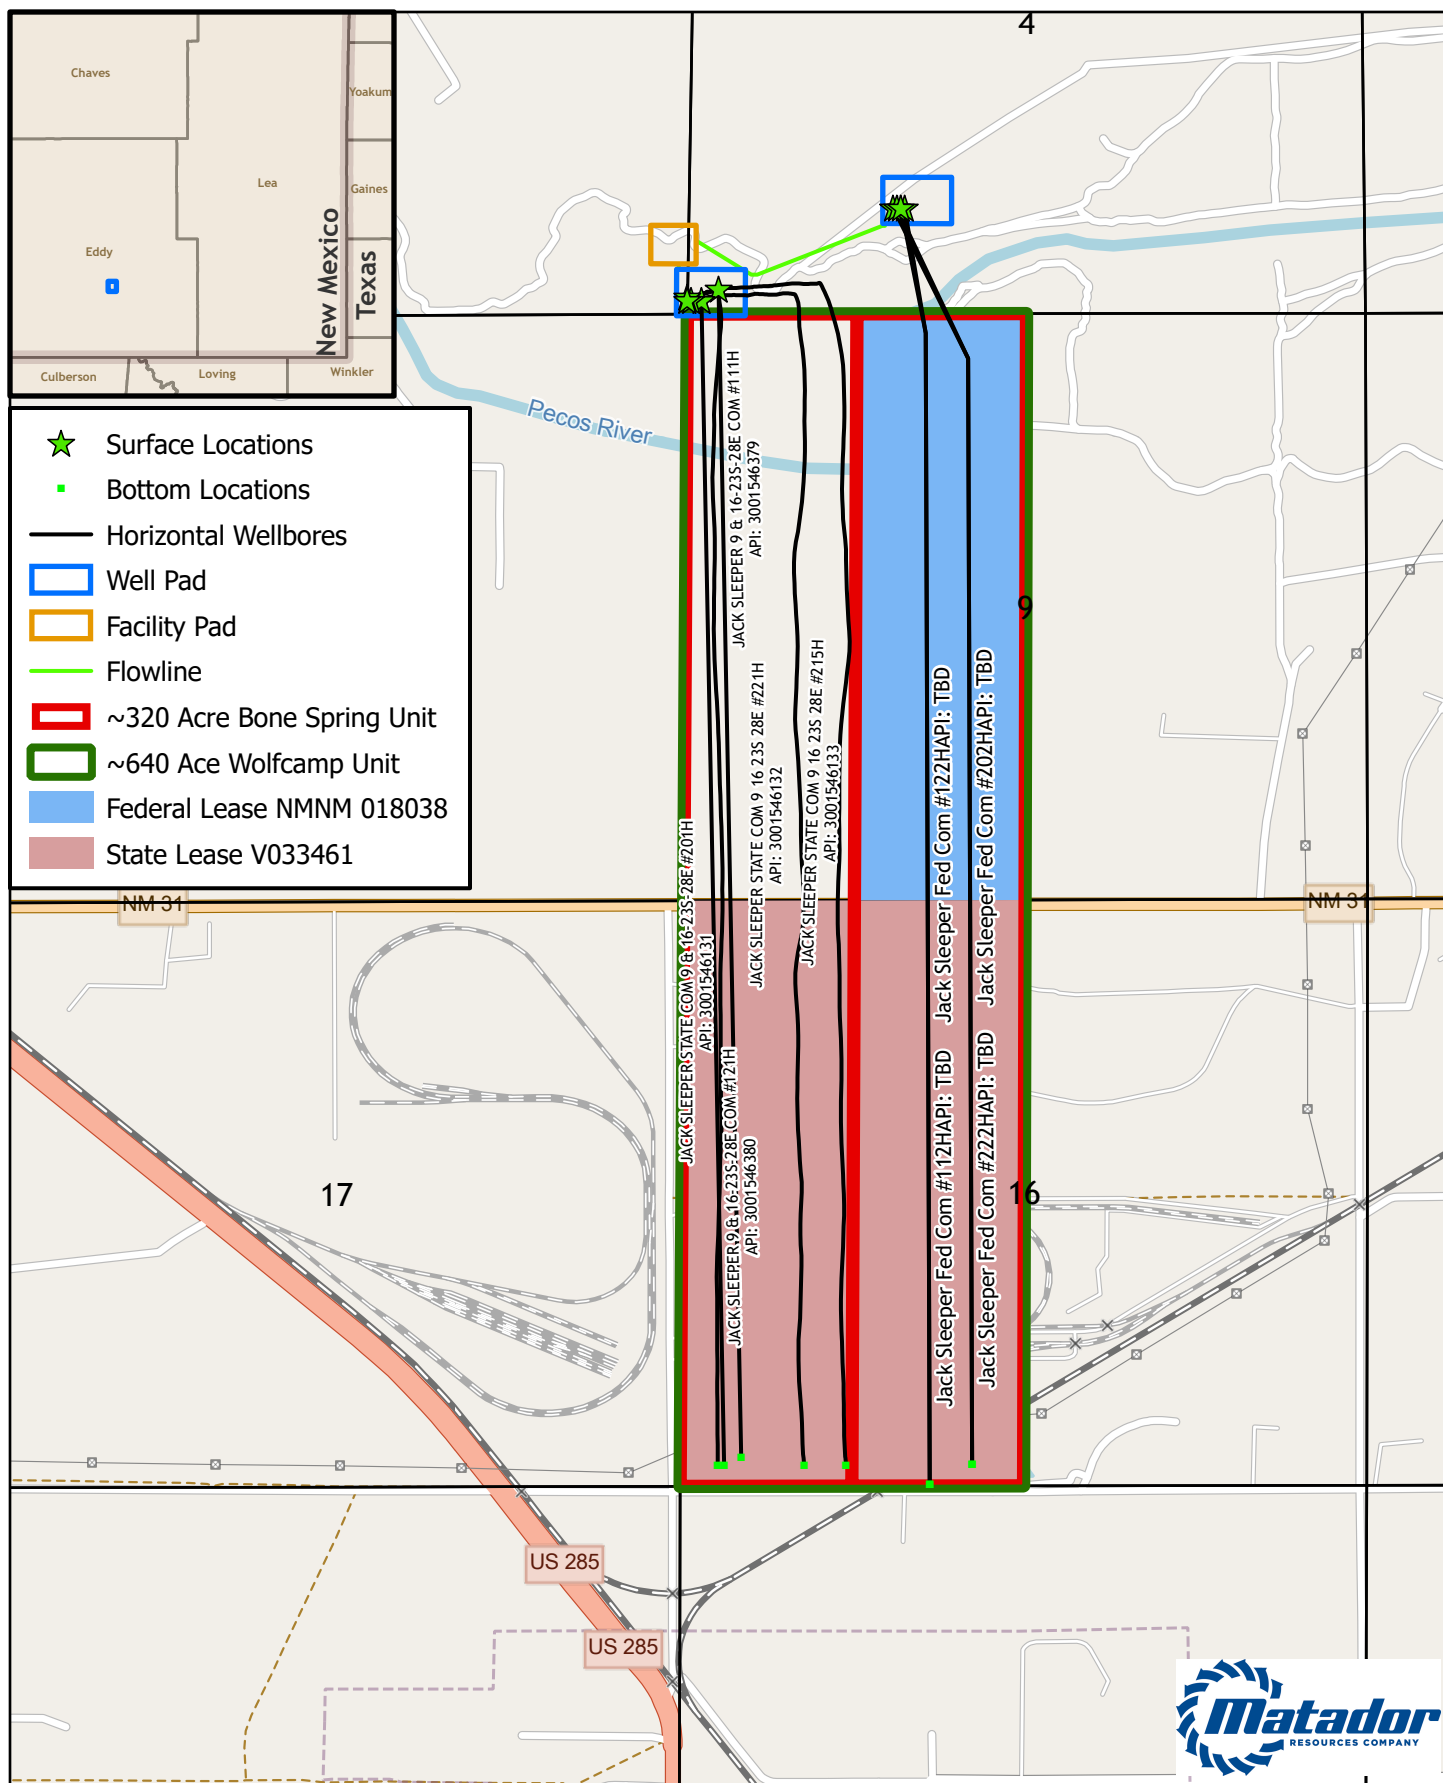 4
Chaves
Yoakum
Lea
Gaines
Eddy
New Mexico
Texas
Culberson
Loving
Winkler
Pecos River
Surface Locations
Bottom Locations
Horizontal Wellbores
Well Pad
Facility Pad
Flowline
~320 Acre Bone Spring Unit
~640 Ace Wolfcamp Unit
Federal Lease NMNM 018038
State Lease V033461
JACK SLEEPER 9 & 16-23S-28E COM #111H
API: 3001546379
JACK SLEEPER STATE COM 9 16 23S 28E #221H
API: 3001546132
JACK SLEEPER STATE COM 9 16 23S 28E #215H
API: 3001546133
JACK SLEEPER STATE COM 9 & 16-23S-28E #201H
API: 3001546131
JACK SLEEPER 9 & 16-23S-28E COM #121H
API: 3001546380
Jack Sleeper Fed Com #122HAPI: TBD
Jack Sleeper Fed Com #202HAPI: TBD
Jack Sleeper Fed Com #112HAPI: TBD
Jack Sleeper Fed Com #222HAPI: TBD
9
NM 31
NM 31
17
16
US 285
US 285
Matador
RESOURCES COMPANY